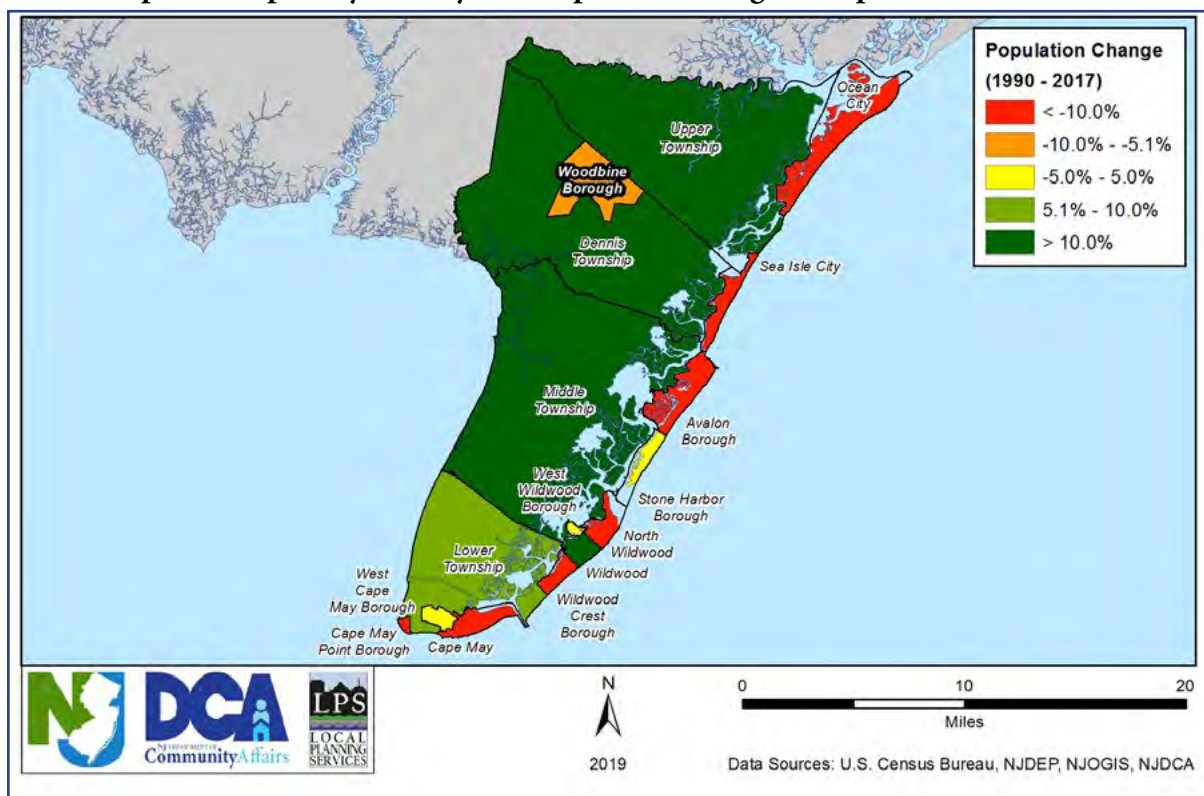 Population Change
(1990 - 2017)
< -10.0%
-10.0% - -5.1%
-5.0% - 5.0%
5.1% - 10.0%
> 10.0%
Ocean
City
Upper
Township
Woodbine
Borough
Dennis
Township
Sea Isle City
Middle
Township
Avalon
Borough
West
Wildwood
Borough
Stone Harbor
Borough
North
Wildwood
Lower
Township
Wildwood
West
Cape
May Borough
Wildwood
Crest
Borough
Cape May
Point Borough
Cape May
NJ
DCA
NJ DEPARTMENT OF
Community Affairs
LPS
LOCAL
PLANNING
SERVICES
N
2019
0
10
20
Miles
Data Sources: U.S. Census Bureau, NJDEP, NJOGIS, NJDCA